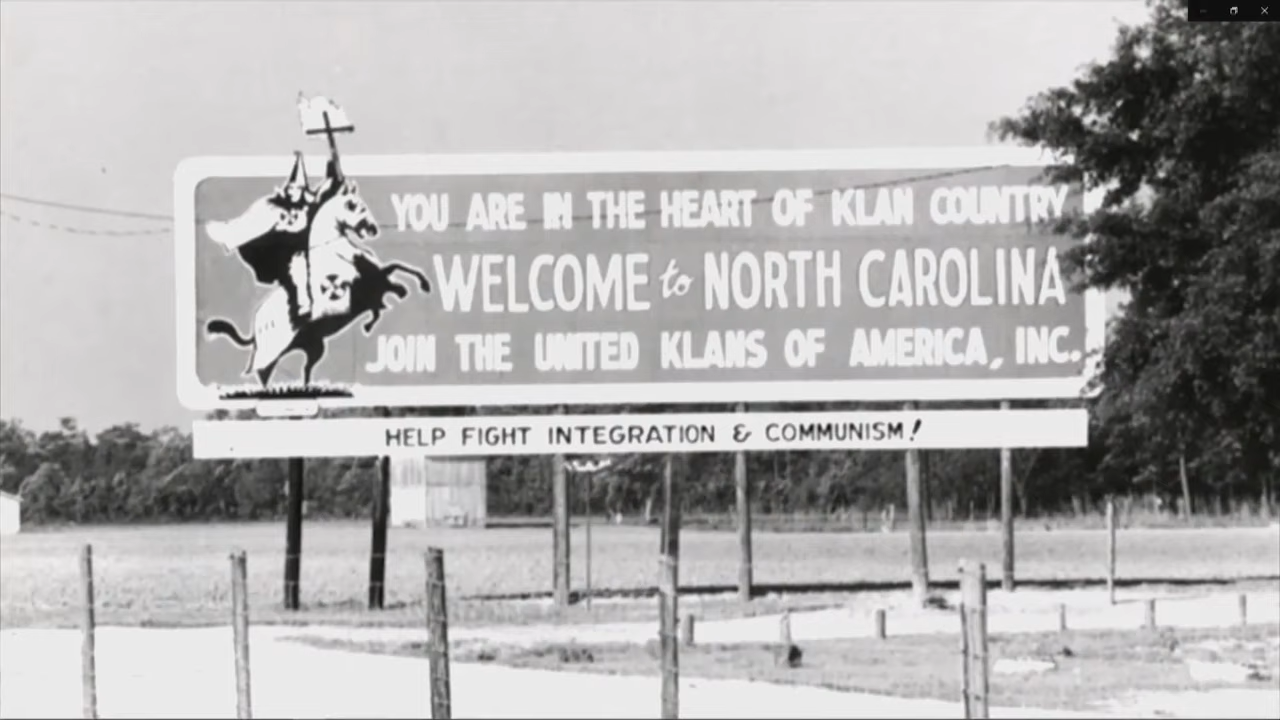 YOU ARE IN THE HEART OF KLAN COUNTRY
WELCOME to NORTH CAROLINA
JOIN THE UNITED KLANS OF AMERICA, INC.
HELP FIGHT INTEGRATION & COMMUNISM!